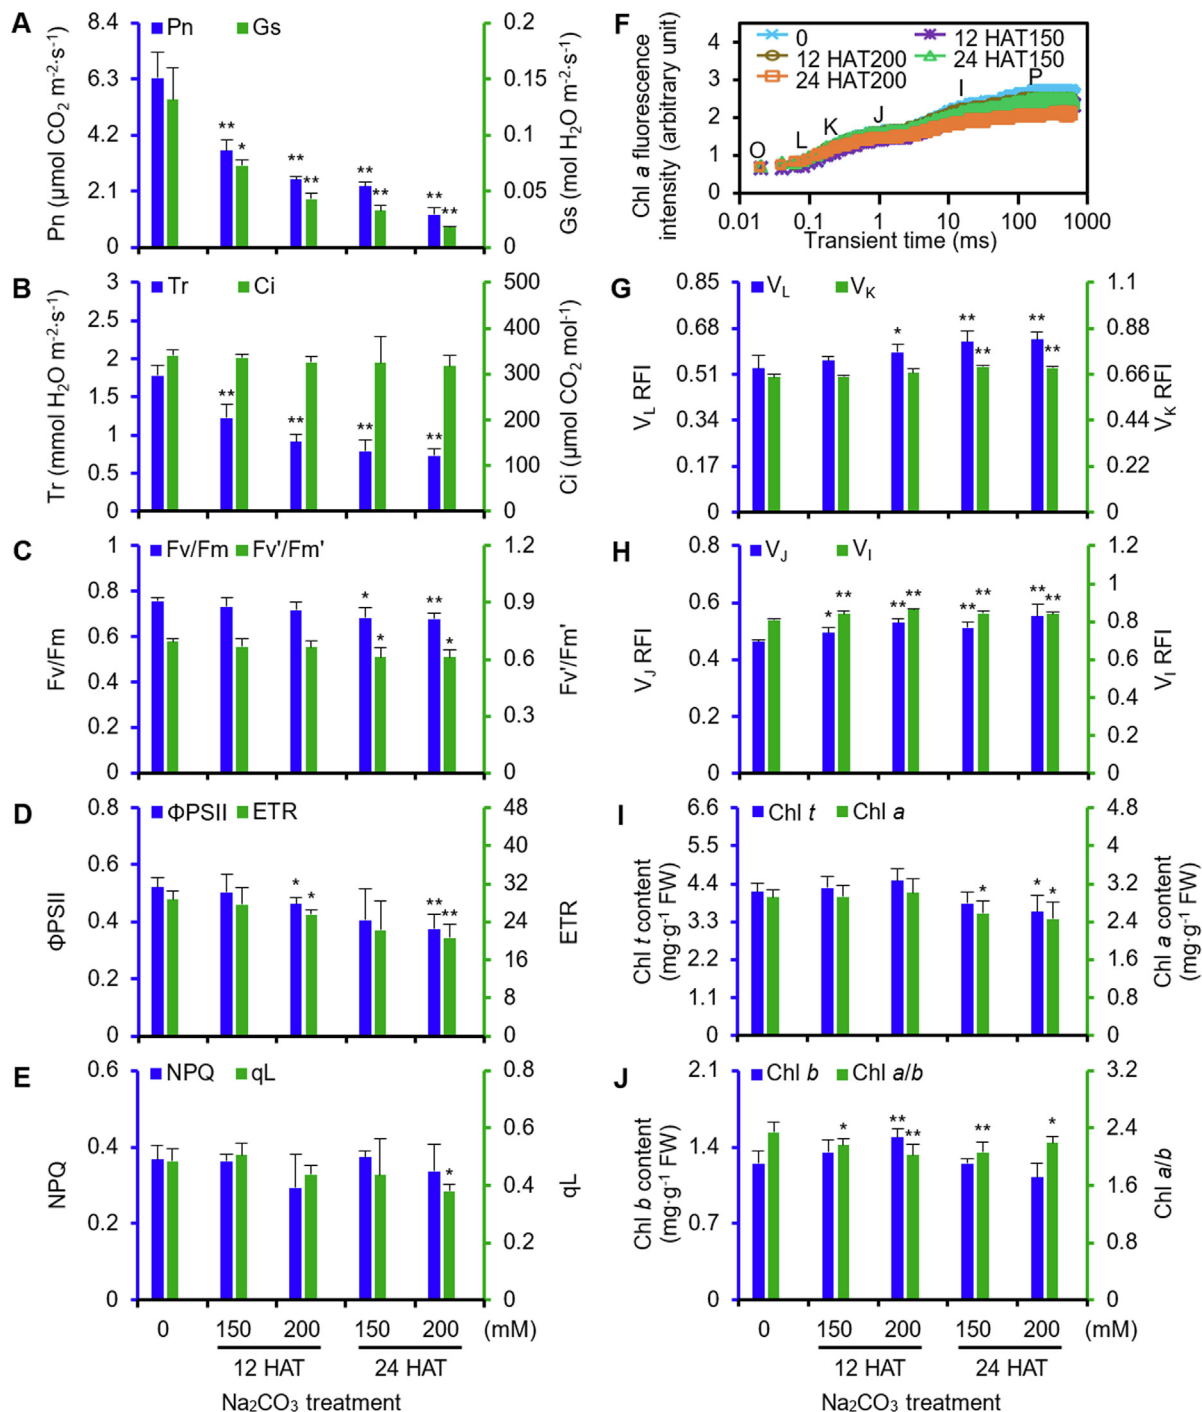 A
Pn Gs
8.4
6.3
4.2
2.1
0
Pn (µmol CO₂ m⁻²·s⁻¹)
** ** ** **
* ** ** **
0.2
0.15
0.1
0.05
0
Gs (mol H₂O m⁻²·s⁻¹)
B
Tr Ci
3
2.5
2
1.5
1
0.5
0
Tr (mmol H₂O m⁻²·s⁻¹)
** ** ** **
500
400
300
200
100
0
Ci (µmol CO₂ mol⁻¹)
C
Fv/Fm Fv'/Fm'
1
0.8
0.6
0.4
0.2
0
Fv/Fm
* **
* *
1.2
0.9
0.6
0.3
0
Fv'/Fm'
D
ΦPSII ETR
0.8
0.6
0.4
0.2
0
ΦPSII
* * ** **
48
40
32
24
16
8
0
ETR
E
NPQ qL
0.6
0.4
0.2
0
NPQ
*
0.8
0.6
0.4
0.2
0
qL
0 150 200 150 200 (mM)
12 HAT 24 HAT
Na₂CO₃ treatment
F
0 12 HAT150
12 HAT200 24 HAT150
24 HAT200
4
3
2
1
0
Chl a fluorescence
intensity (arbitrary unit)
O L K J I P
0.01 0.1 1 10 100 1000
Transient time (ms)
G
V_L V_K
0.85
0.68
0.51
0.34
0.17
0
V_L RFI
* ** ** ** **
1.1
0.88
0.66
0.44
0.22
0
V_K RFI
H
V_J V_I
0.8
0.6
0.4
0.2
0
V_J RFI
* ** ** ** ** ** ** **
1.2
1
0.8
0.6
0.4
0.2
0
V_I RFI
I
Chl t Chl a
6.6
5.5
4.4
3.3
2.2
1.1
0
Chl t content
(mg·g⁻¹ FW)
* * *
4.8
4
3.2
2.4
1.6
0.8
0
Chl a content
(mg·g⁻¹ FW)
J
Chl b Chl a/b
2.1
1.4
0.7
0
Chl b content
(mg·g⁻¹ FW)
* ** ** ** *
3.2
2.4
1.6
0.8
0
Chl a/b
0 150 200 150 200
12 HAT 24 HAT
Na₂CO₃ treatment